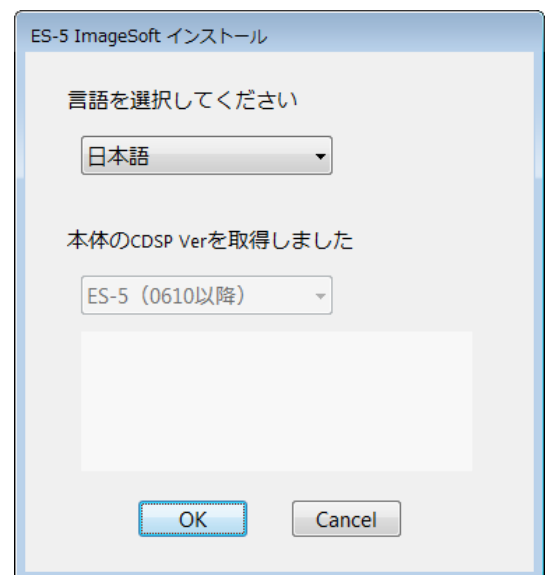 ES-5 ImageSoft インストール
言語を選択してください
日本語
本体のCDSP Verを取得しました
ES-5（0610以降）
OK Cancel